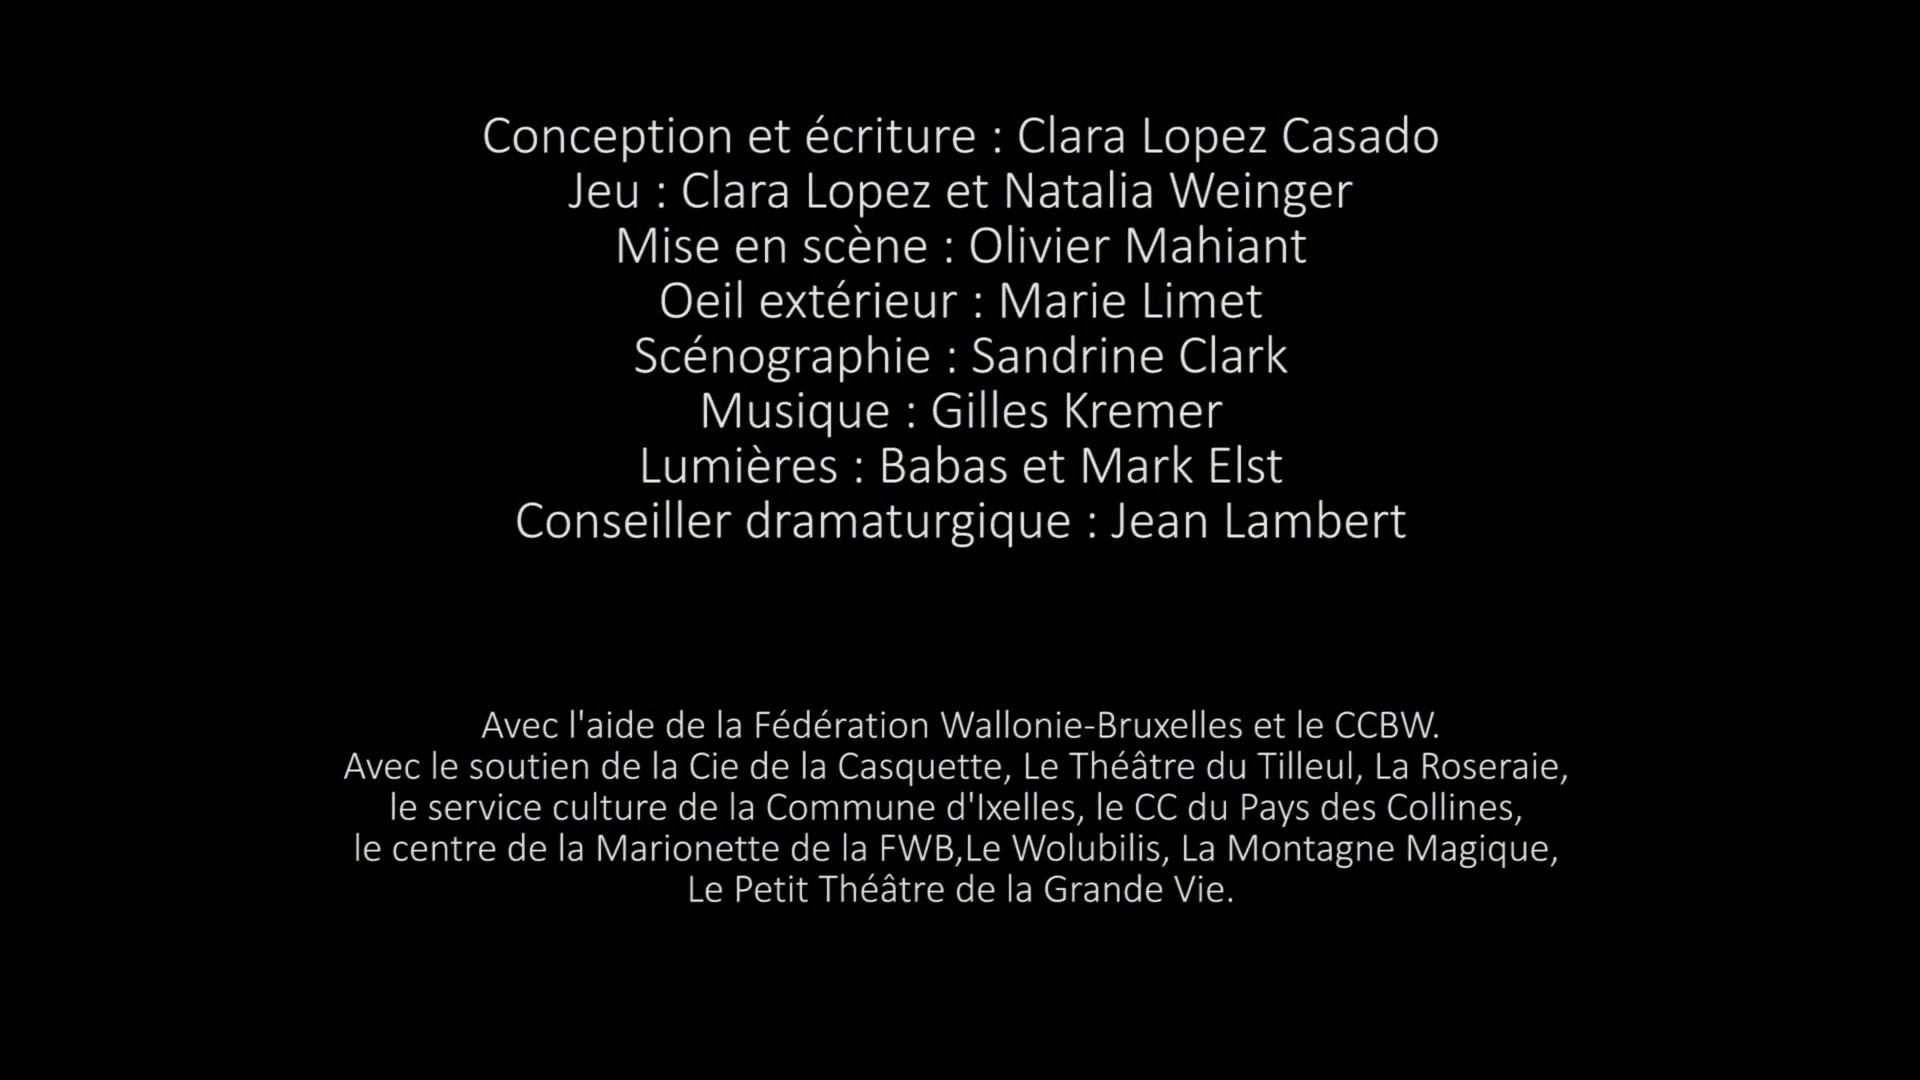 Conception et écriture : Clara Lopez Casado
Jeu : Clara Lopez et Natalia Weinger
Mise en scène : Olivier Mahiant
Oeil extérieur : Marie Limet
Scénographie : Sandrine Clark
Musique : Gilles Kremer
Lumières : Babas et Mark Elst
Conseiller dramaturgique : Jean Lambert
Avec l'aide de la Fédération Wallonie-Bruxelles et le CCBW.
Avec le soutien de la Cie de la Casquette, Le Théâtre du Tilleul, La Roseraie,
le service culture de la Commune d'Ixelles, le CC du Pays des Collines,
le centre de la Marionette de la FWB,Le Wolubilis, La Montagne Magique,
Le Petit Théâtre de la Grande Vie.